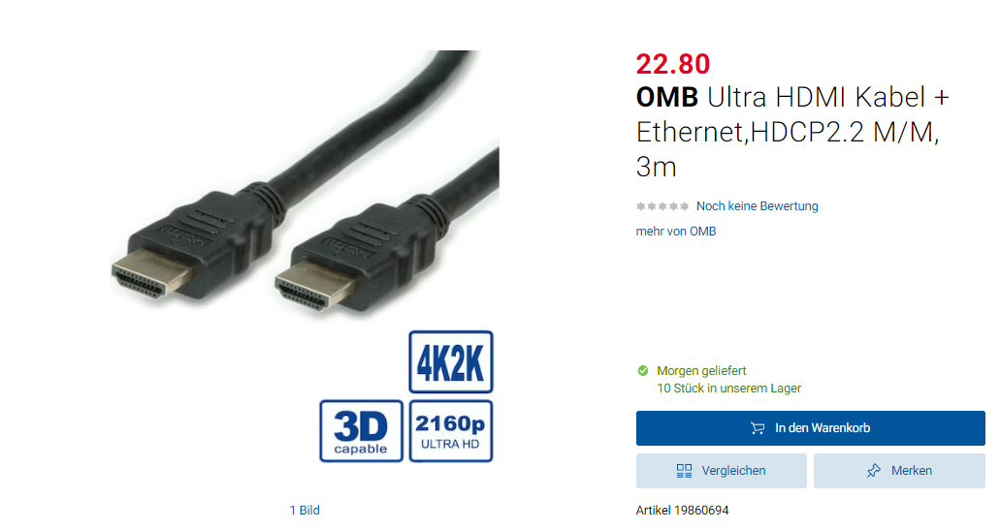 22.80
OMB Ultra HDMI Kabel +
Ethernet,HDCP2.2 M/M,
3m
Noch keine Bewertung
mehr von OMB
4K2K
3D
capable
2160p
ULTRA HD
Morgen geliefert
10 Stück in unserem Lager
In den Warenkorb
Vergleichen
Merken
1 Bild
Artikel 19860694